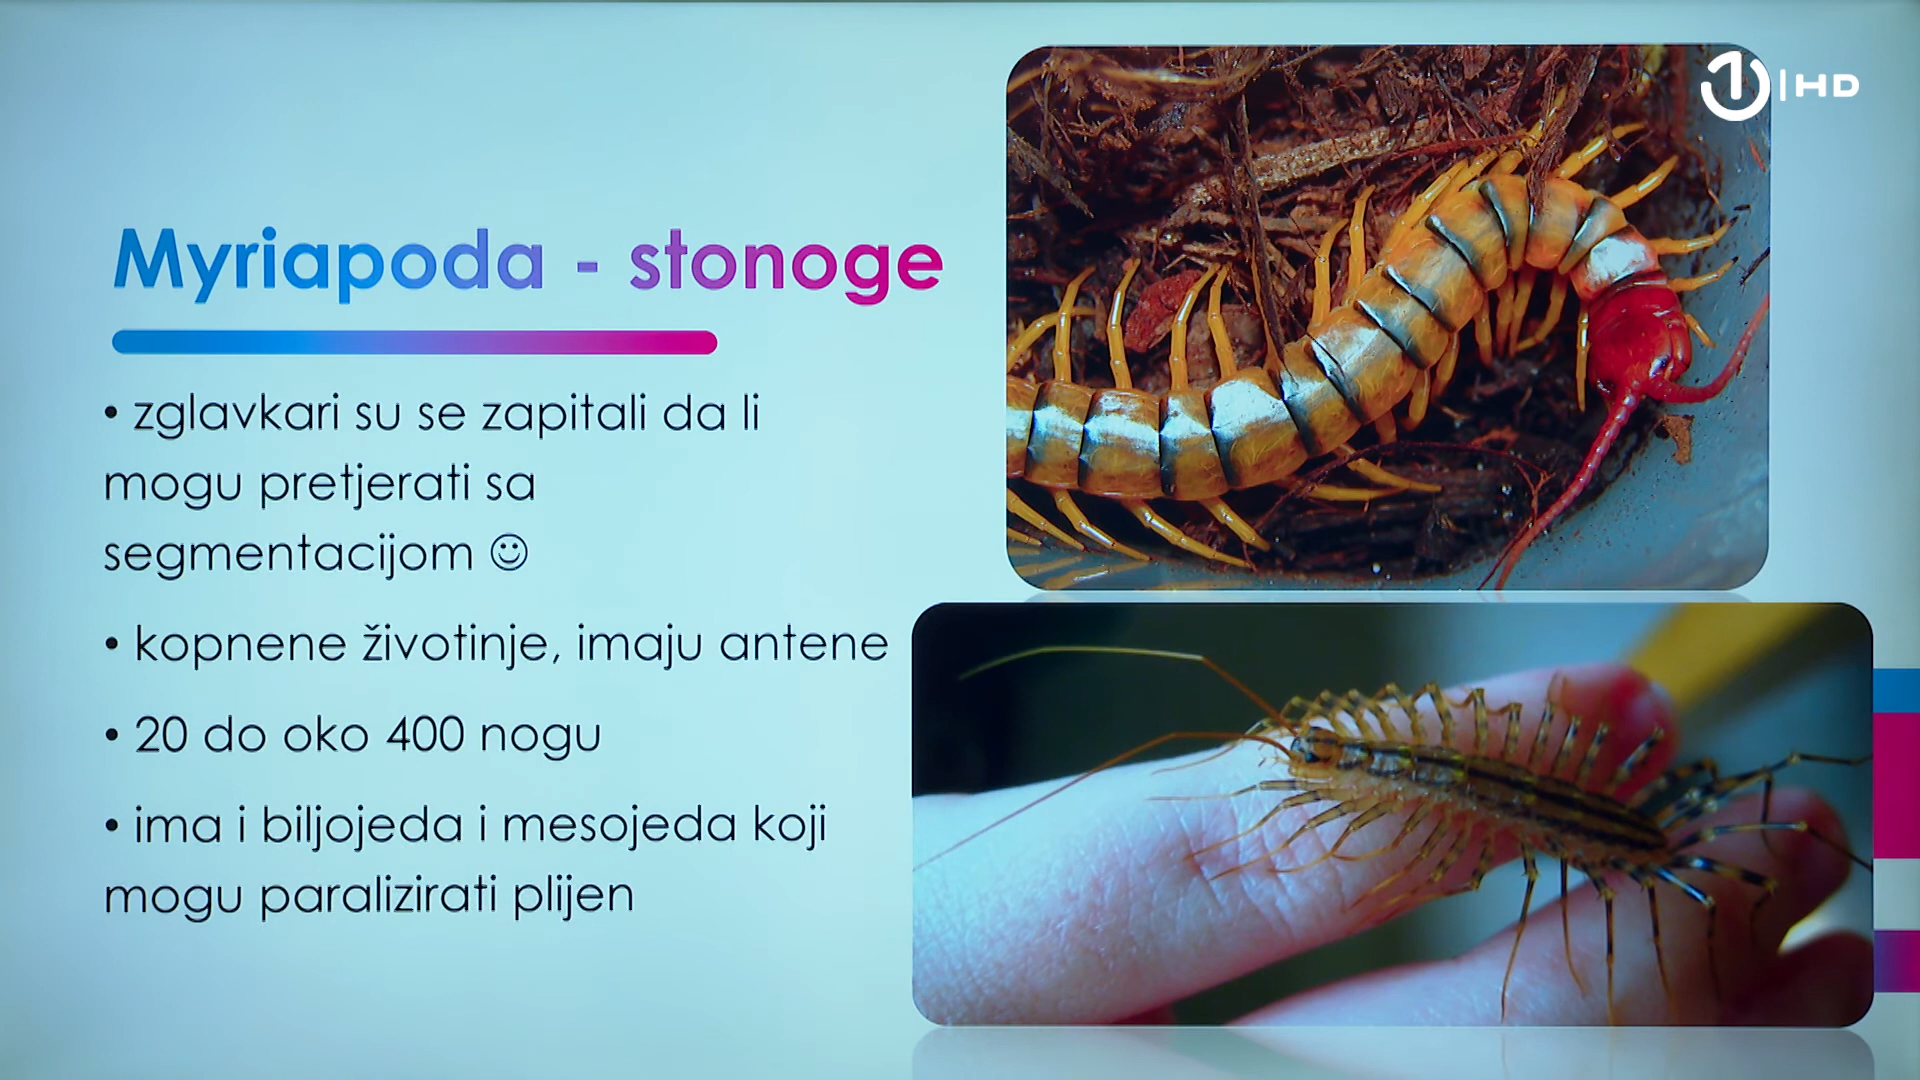 1 | HD
Myriapoda - stonoge
• zglavkari su se zapitali da li
mogu pretjerati sa
segmentacijom ☺
• kopnene životinje, imaju antene
• 20 do oko 400 nogu
• ima i biljojeda i mesojeda koji
mogu paralizirati plijen